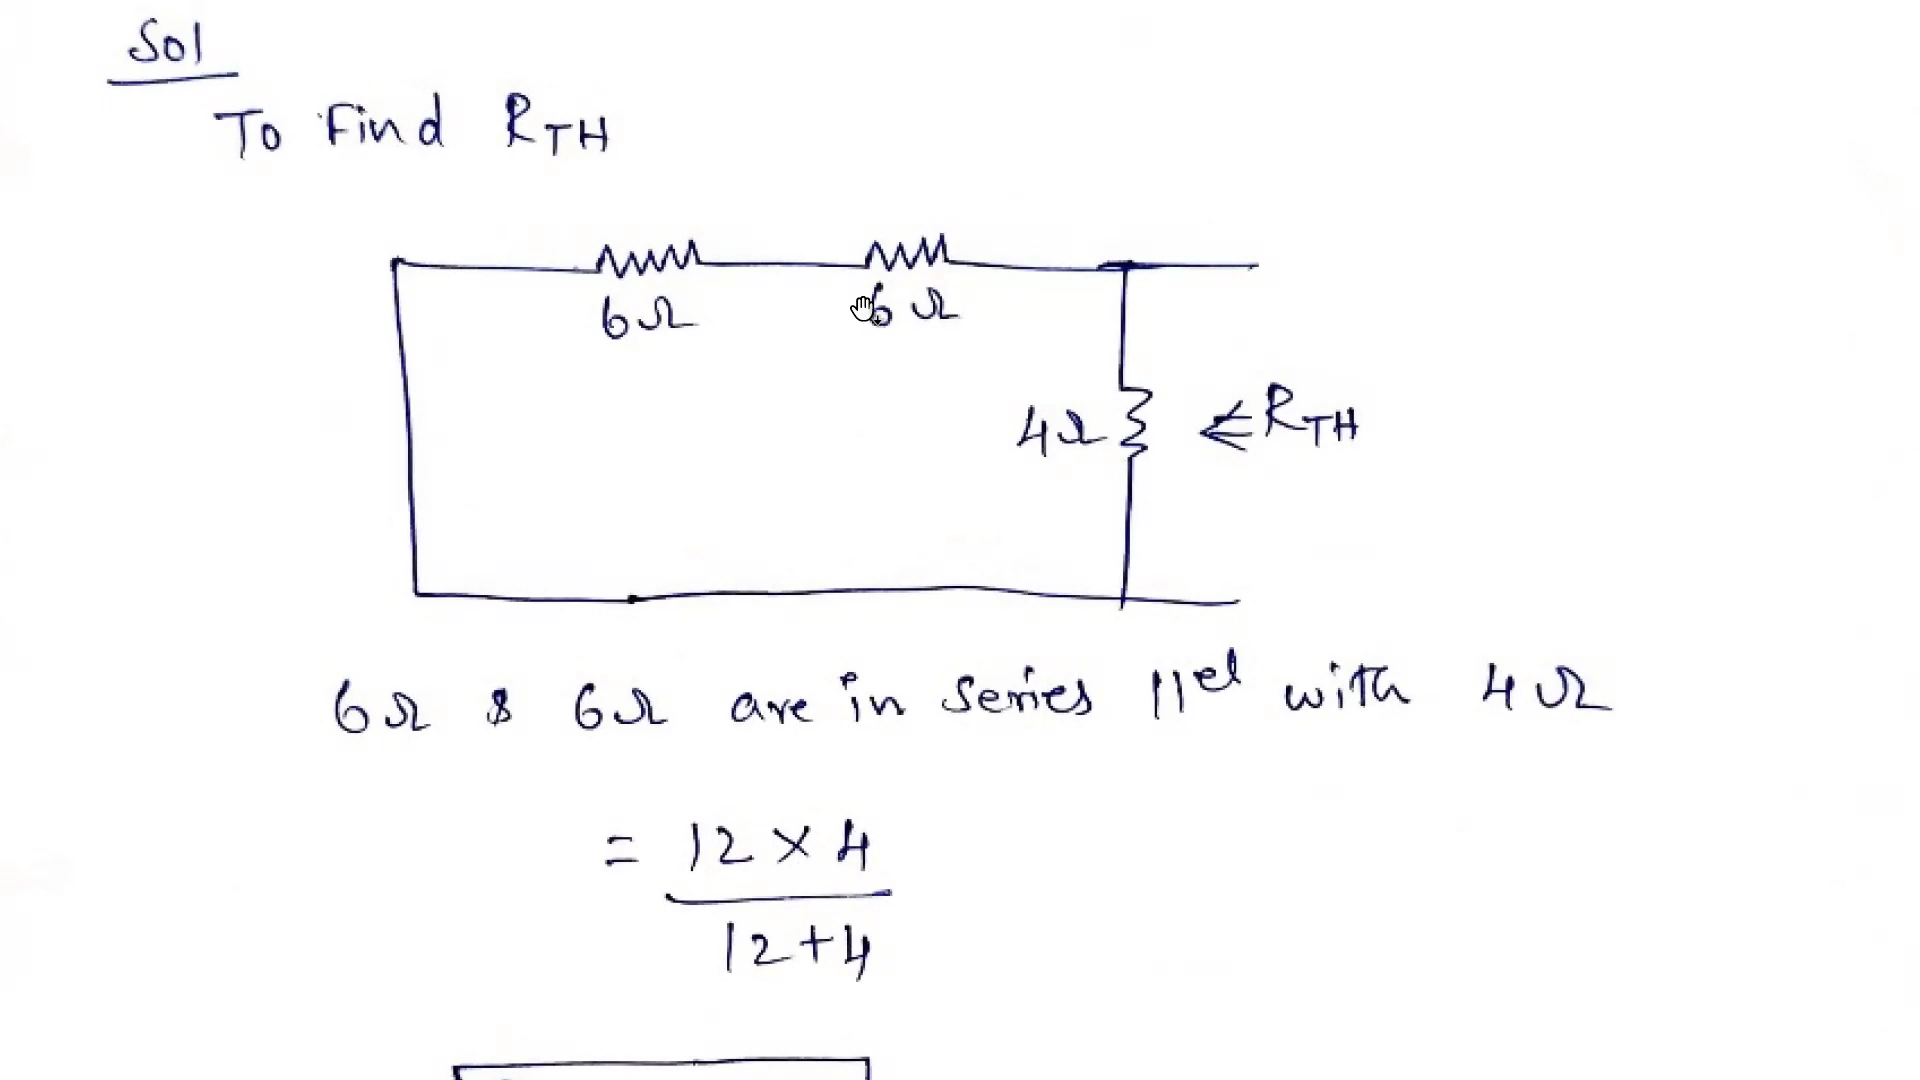 Sol
To Find RTH
6Ω 6Ω
4Ω ⇐RTH
6Ω & 6Ω are in series 11el with 4Ω
= 12 × 4
12+4